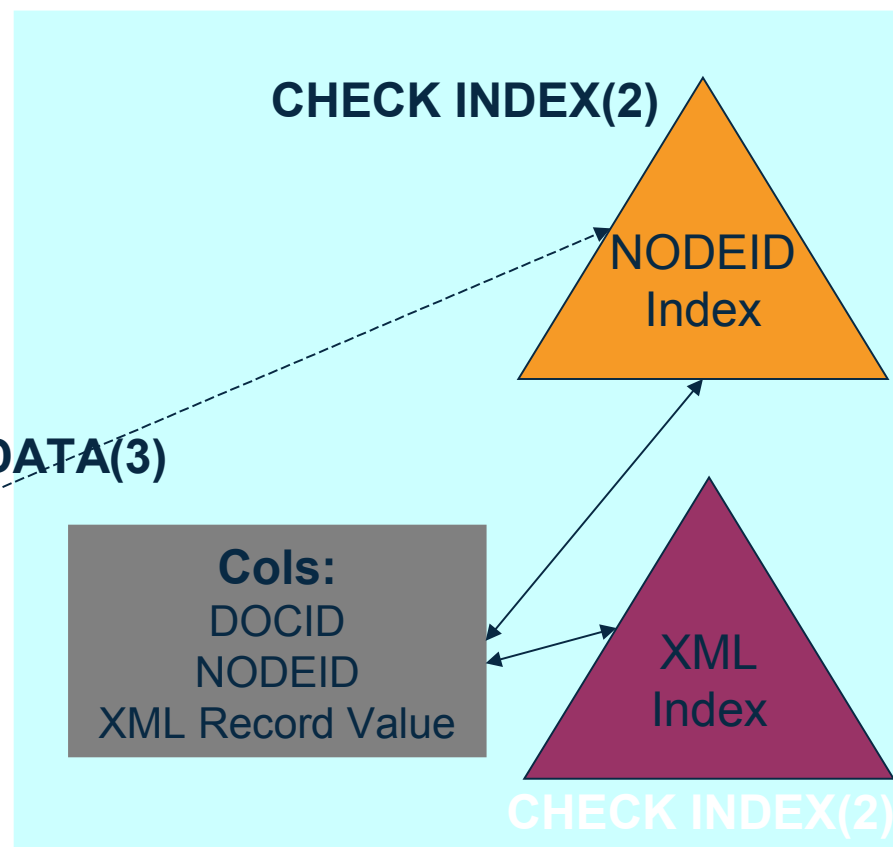 CHECK INDEX(2)
NODEID
Index
DATA(3)
Cols:
DOCID
NODEID
XML Record Value
XML
Index
CHECK INDEX(2)